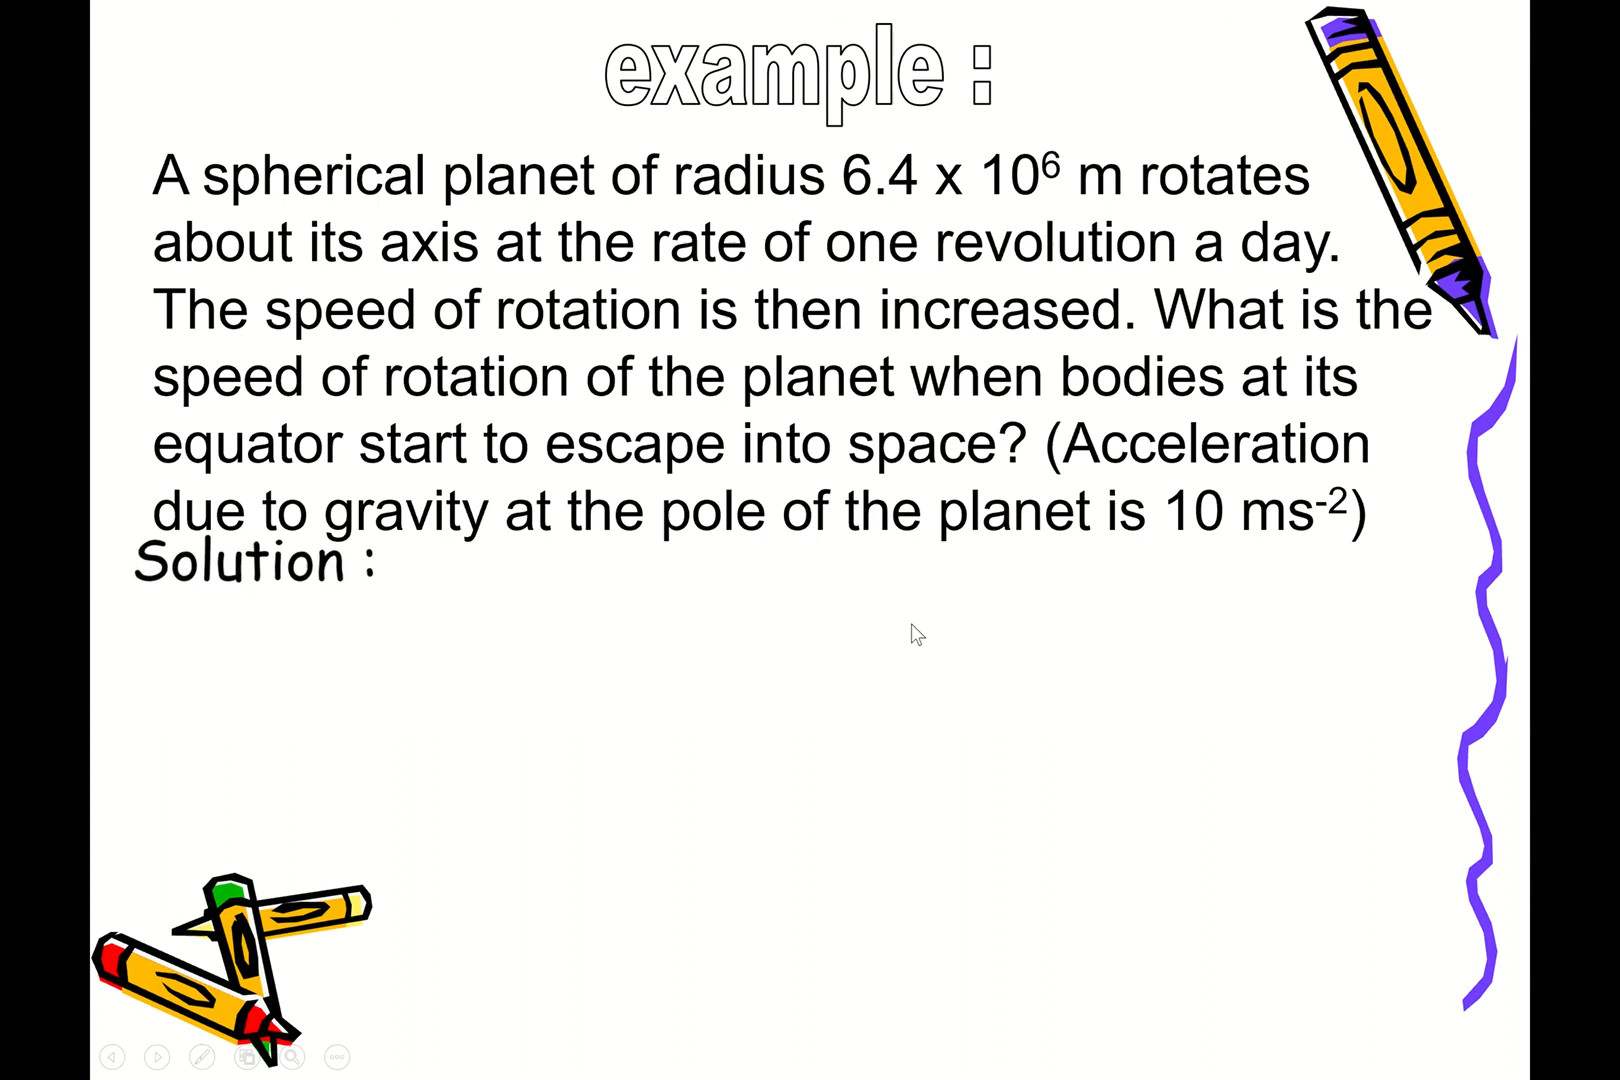 example :
A spherical planet of radius 6.4 x 10⁶ m rotates
about its axis at the rate of one revolution a day.
The speed of rotation is then increased. What is the
speed of rotation of the planet when bodies at its
equator start to escape into space? (Acceleration
due to gravity at the pole of the planet is 10 ms⁻²)
Solution :